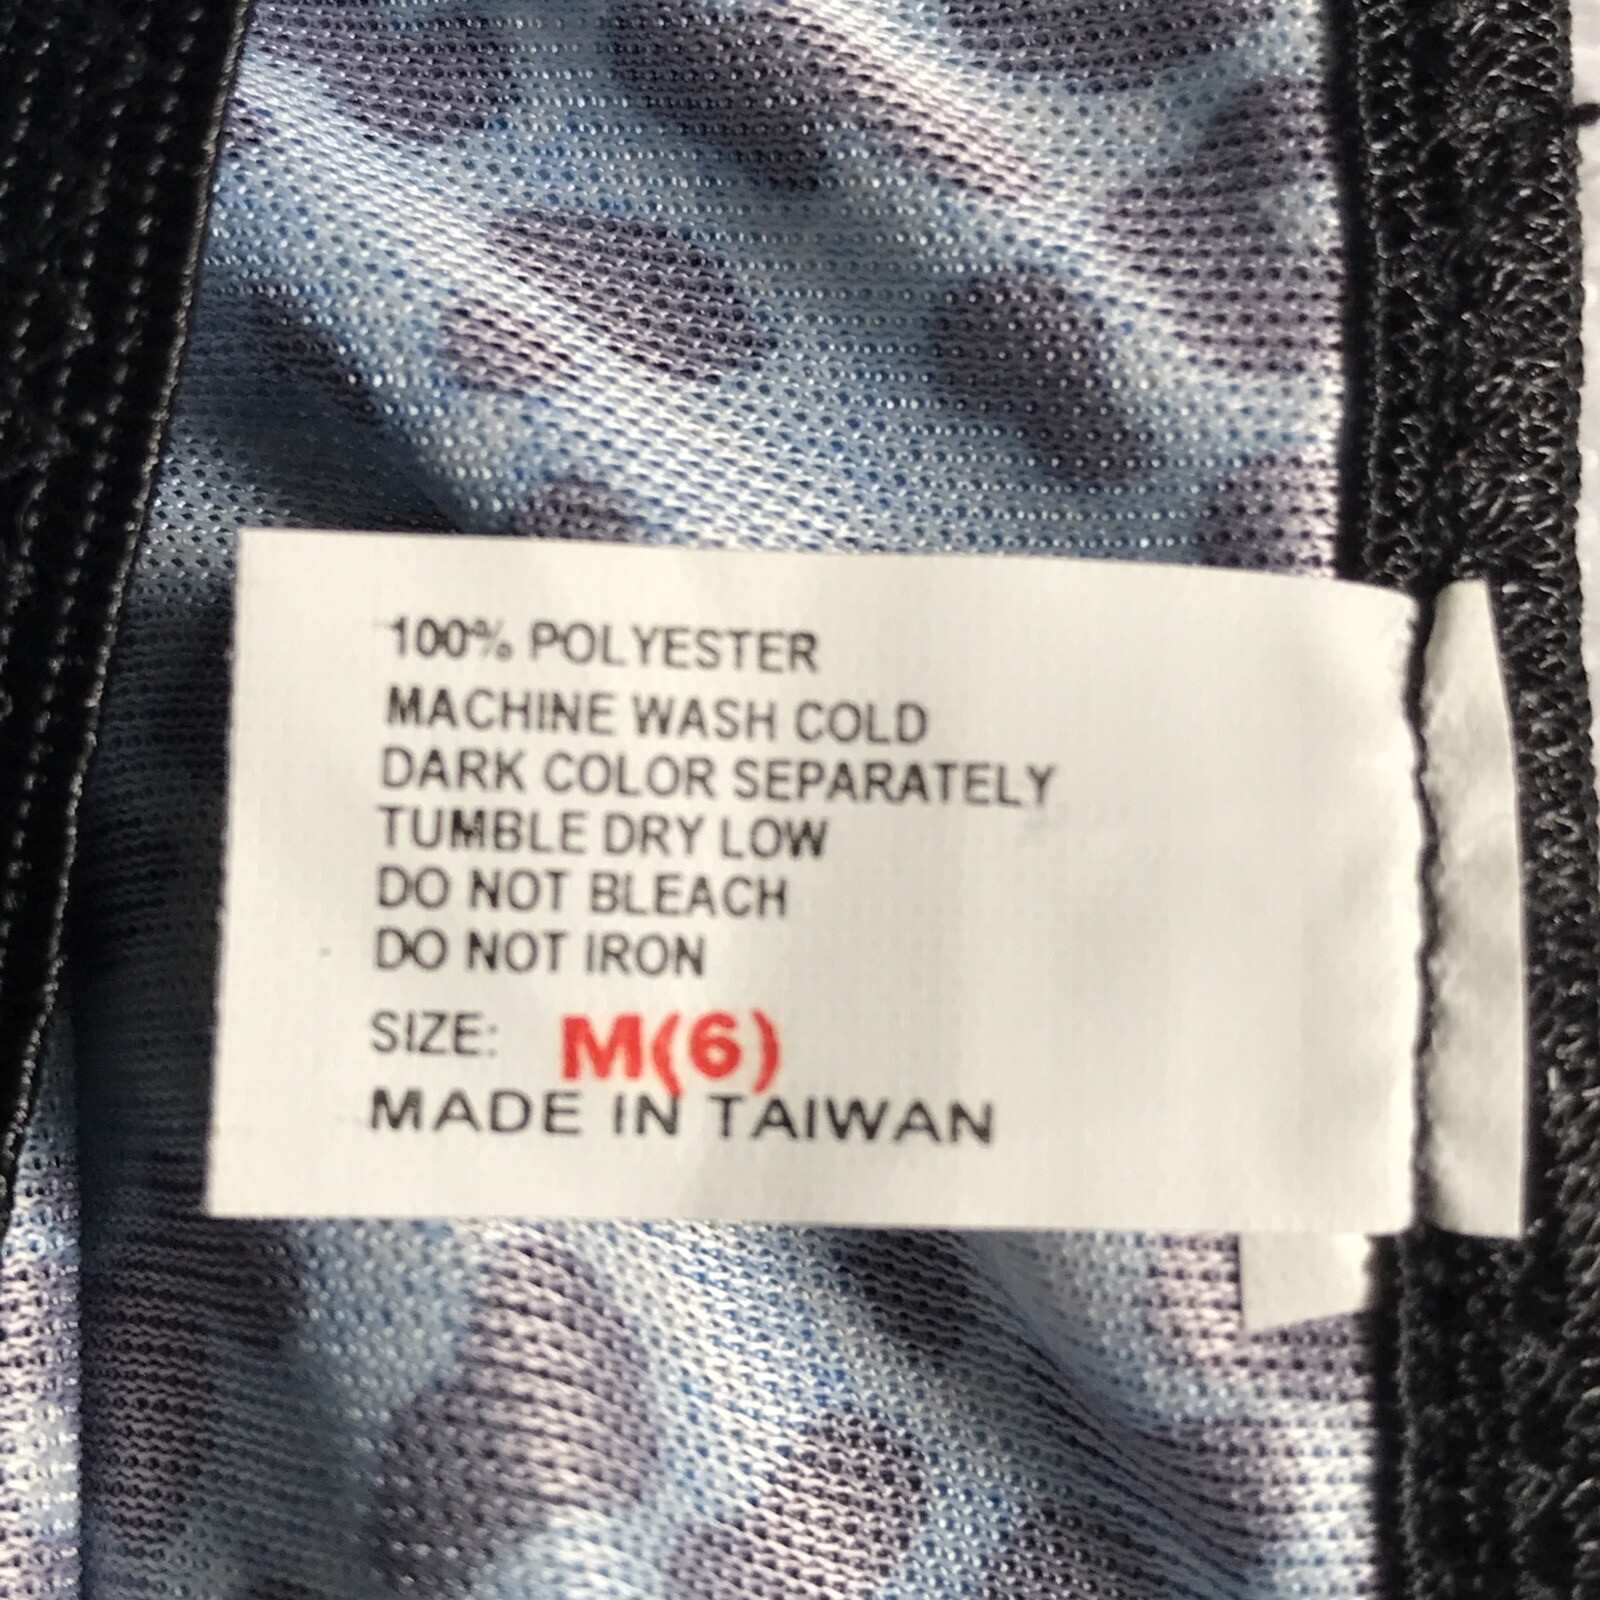 100% POLYESTER
MACHINE WASH COLD
DARK COLOR SEPARATELY
TUMBLE DRY LOW
DO NOT BLEACH
DO NOT IRON
SIZE: M(6)
MADE IN TAIWAN